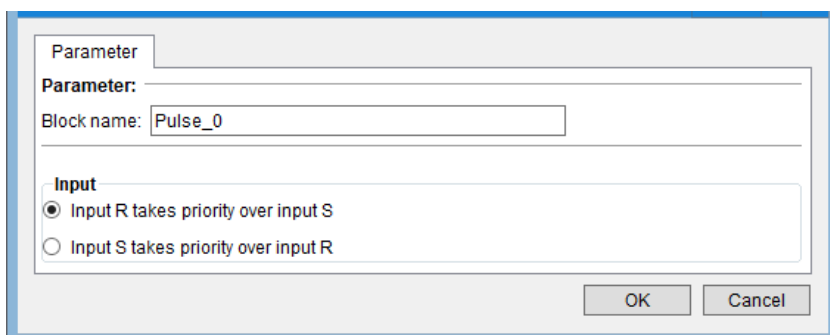 Parameter
Parameter:
Block name: Pulse_0
Input
Input R takes priority over input S
Input S takes priority over input R
OK Cancel